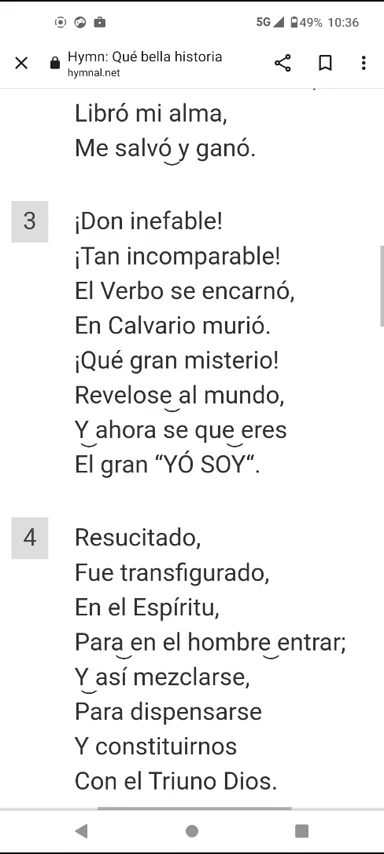 5G 49% 10:36
Hymn: Qué bella historia
hymnal.net
Libró mi alma,
Me salvó y ganó.
3
¡Don inefable!
¡Tan incomparable!
El Verbo se encarnó,
En Calvario murió.
¡Qué gran misterio!
Revelose al mundo,
Y ahora se que eres
El gran “YÓ SOY“.
4
Resucitado,
Fue transfigurado,
En el Espíritu,
Para en el hombre entrar;
Y así mezclarse,
Para dispensarse
Y constituirnos
Con el Triuno Dios.